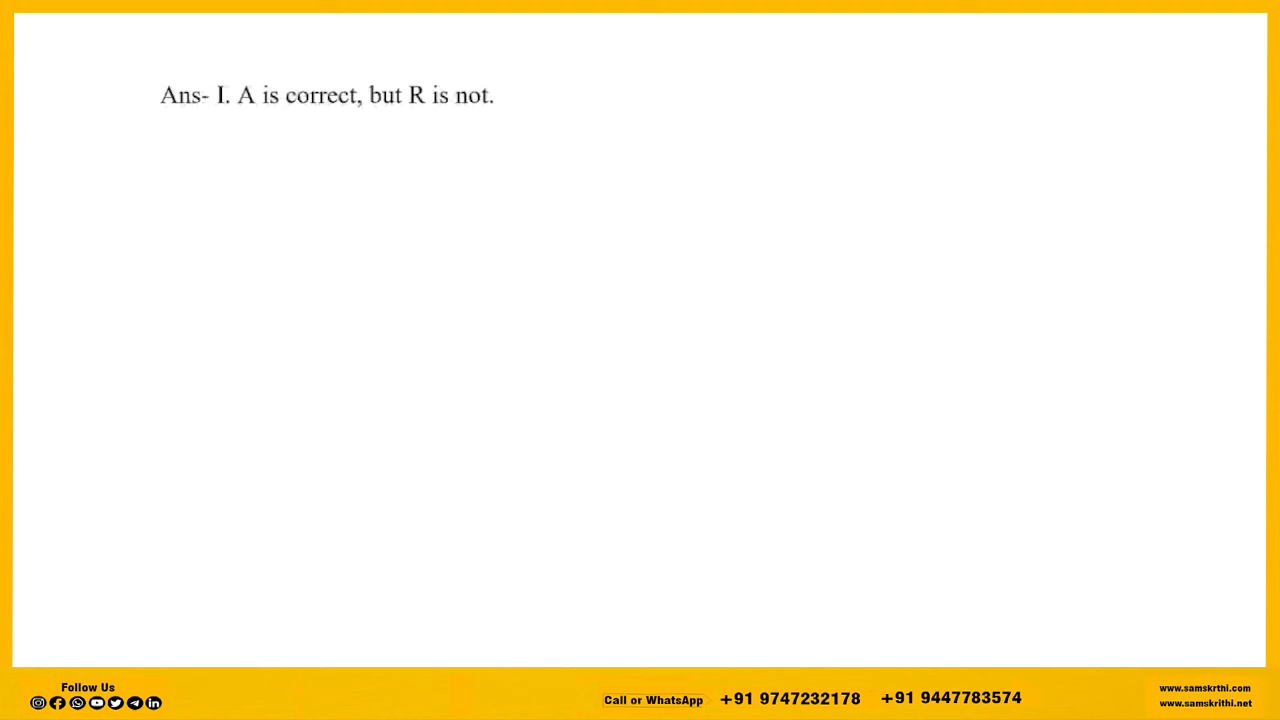 Ans- I. A is correct, but R is not.
Follow Us
Call or WhatsApp +91 9747232178 +91 9447783574
www.samskrthi.com
www.samskrithi.net